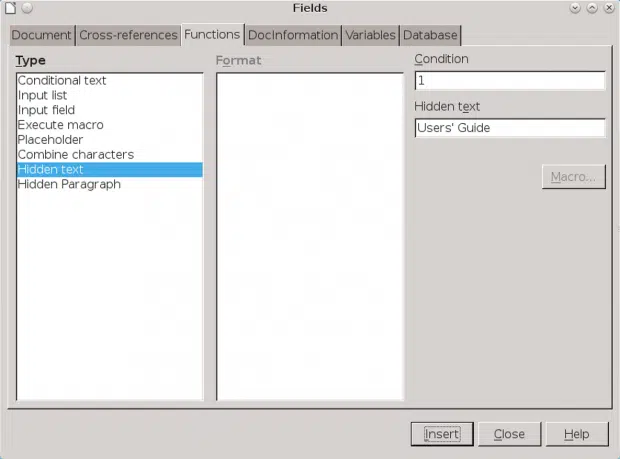 Fields
Document Cross-references Functions DocInformation Variables Database
Type
Conditional text
Input list
Input field
Execute macro
Placeholder
Combine characters
Hidden text
Hidden Paragraph
Format
Condition
1
Hidden text
Users' Guide
Macro...
Insert Close Help